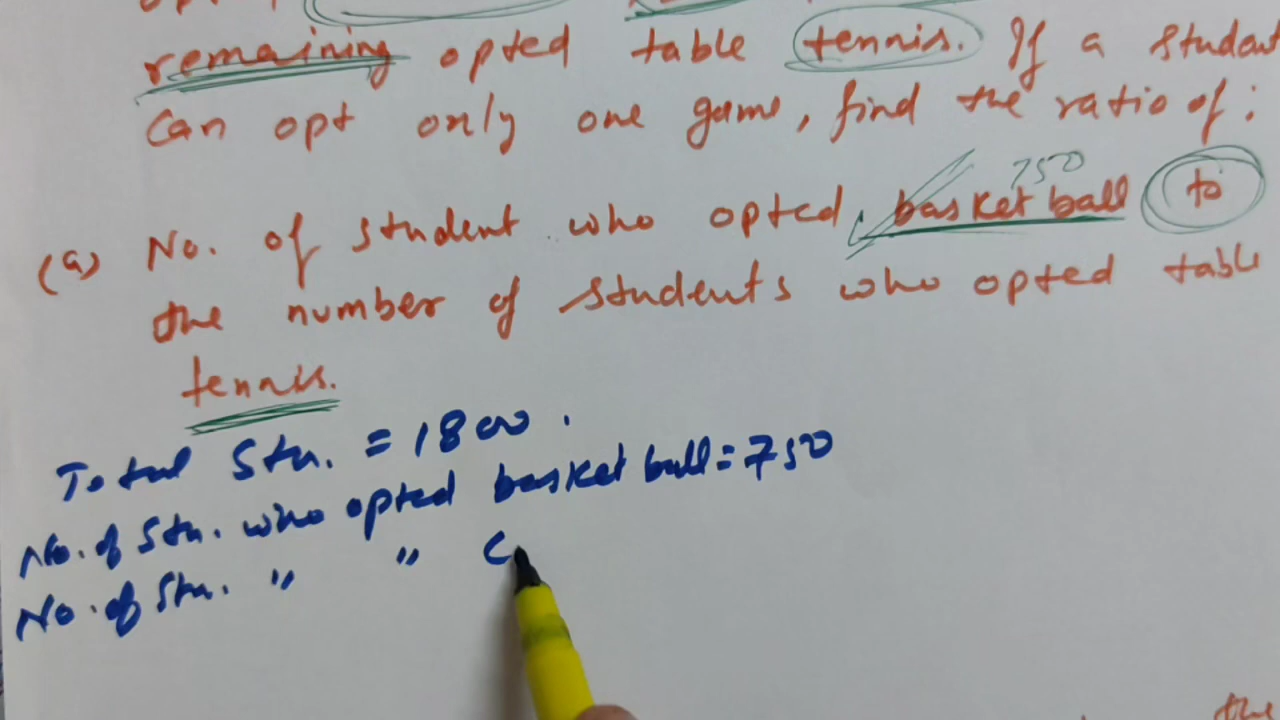 remaining opted table tennis. If a student
can opt only one game, find the ratio of:
750
(a) No. of student who opted basket ball to
the number of students who opted table
tennis.
Total Stu. = 1800.
No. of Stu. who opted basket ball = 750
No. of Stu. " " C
the